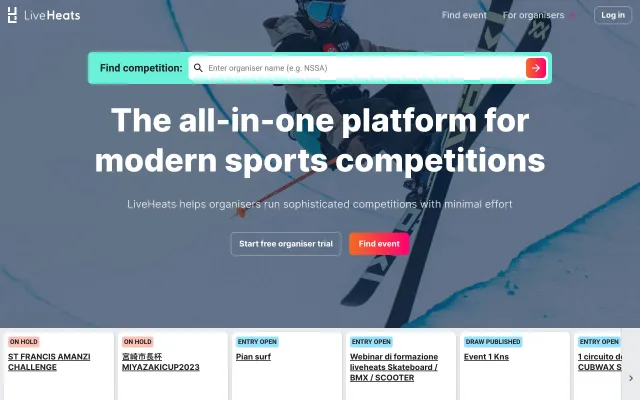 LiveHeats
Find event
For organisers
Log in
Find competition:
Enter organiser name (e.g. NSSA)
The all-in-one platform for
modern sports competitions
LiveHeats helps organisers run sophisticated competitions with minimal effort
Start free organiser trial
Find event
ON HOLD
ST FRANCIS AMANZI
CHALLENGE
ON HOLD
宮崎市長杯
MIYAZAKICUP2023
ENTRY OPEN
Pian surf
ENTRY OPEN
Webinar di formazione
liveheats Skateboard /
BMX / SCOOTER
DRAW PUBLISHED
Event 1 Kns
ENTRY OPEN
1 circuito de
CUBWAX S